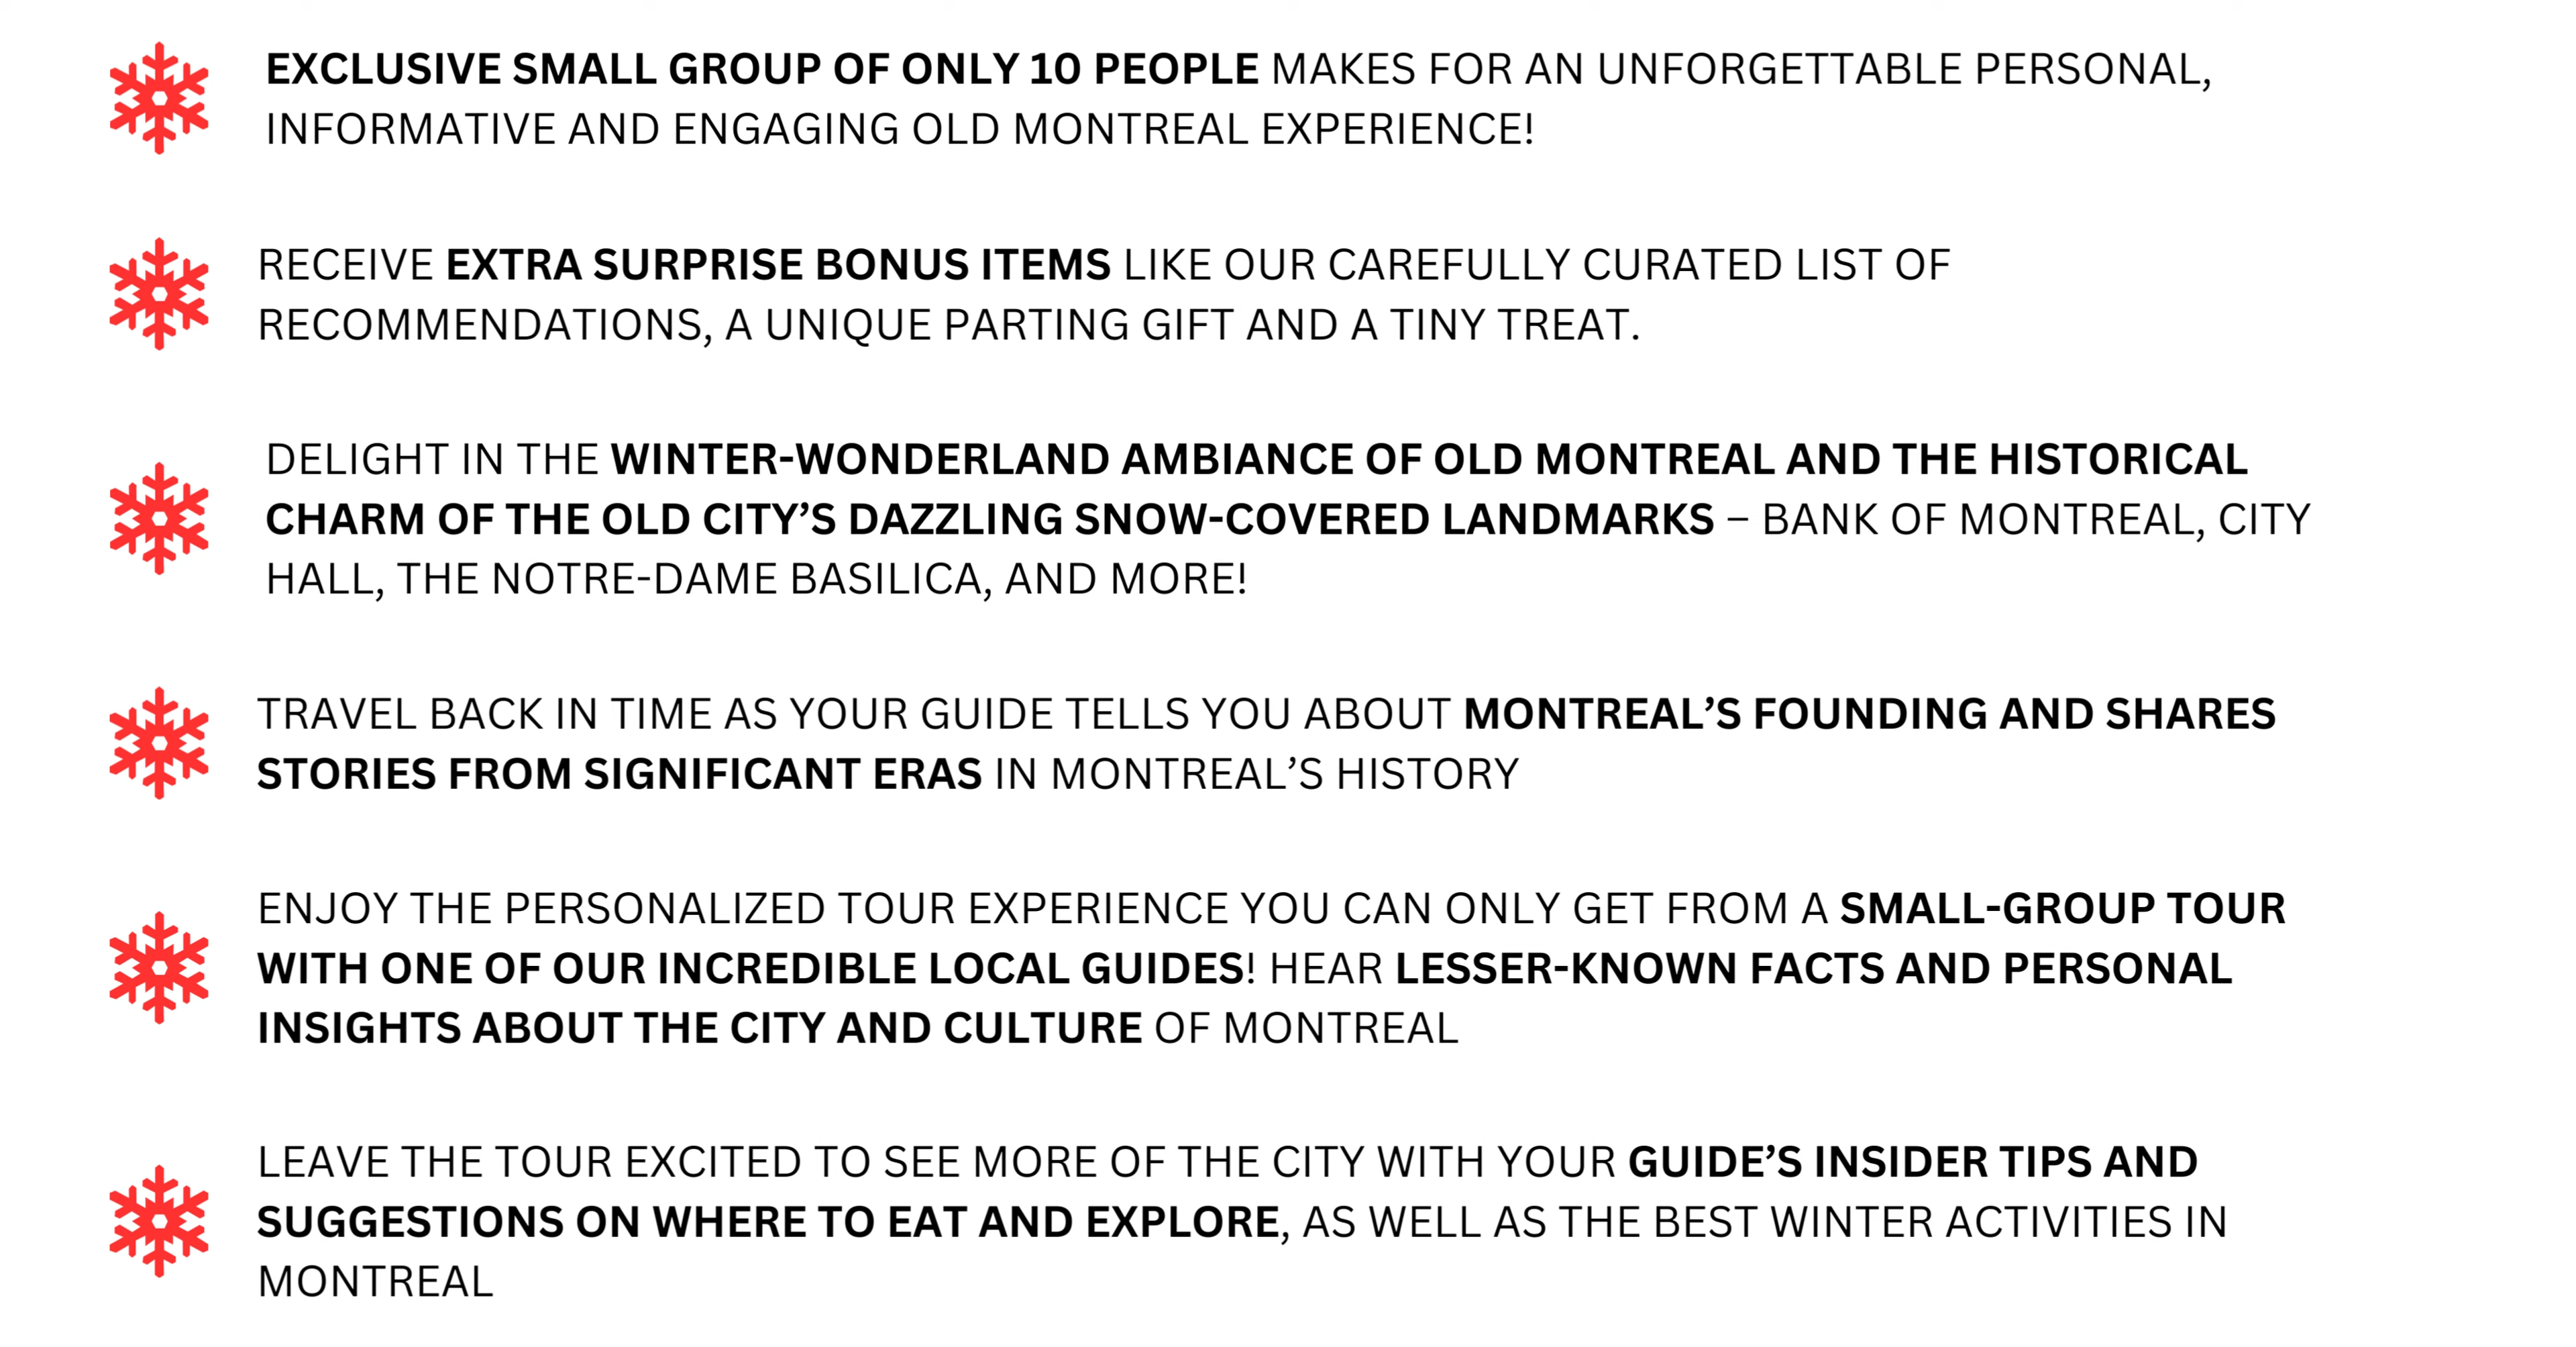 EXCLUSIVE SMALL GROUP OF ONLY 10 PEOPLE MAKES FOR AN UNFORGETTABLE PERSONAL,
INFORMATIVE AND ENGAGING OLD MONTREAL EXPERIENCE!
RECEIVE EXTRA SURPRISE BONUS ITEMS LIKE OUR CAREFULLY CURATED LIST OF
RECOMMENDATIONS, A UNIQUE PARTING GIFT AND A TINY TREAT.
DELIGHT IN THE WINTER-WONDERLAND AMBIANCE OF OLD MONTREAL AND THE HISTORICAL
CHARM OF THE OLD CITY’S DAZZLING SNOW-COVERED LANDMARKS – BANK OF MONTREAL, CITY
HALL, THE NOTRE-DAME BASILICA, AND MORE!
TRAVEL BACK IN TIME AS YOUR GUIDE TELLS YOU ABOUT MONTREAL’S FOUNDING AND SHARES
STORIES FROM SIGNIFICANT ERAS IN MONTREAL’S HISTORY
ENJOY THE PERSONALIZED TOUR EXPERIENCE YOU CAN ONLY GET FROM A SMALL-GROUP TOUR
WITH ONE OF OUR INCREDIBLE LOCAL GUIDES! HEAR LESSER-KNOWN FACTS AND PERSONAL
INSIGHTS ABOUT THE CITY AND CULTURE OF MONTREAL
LEAVE THE TOUR EXCITED TO SEE MORE OF THE CITY WITH YOUR GUIDE’S INSIDER TIPS AND
SUGGESTIONS ON WHERE TO EAT AND EXPLORE, AS WELL AS THE BEST WINTER ACTIVITIES IN
MONTREAL